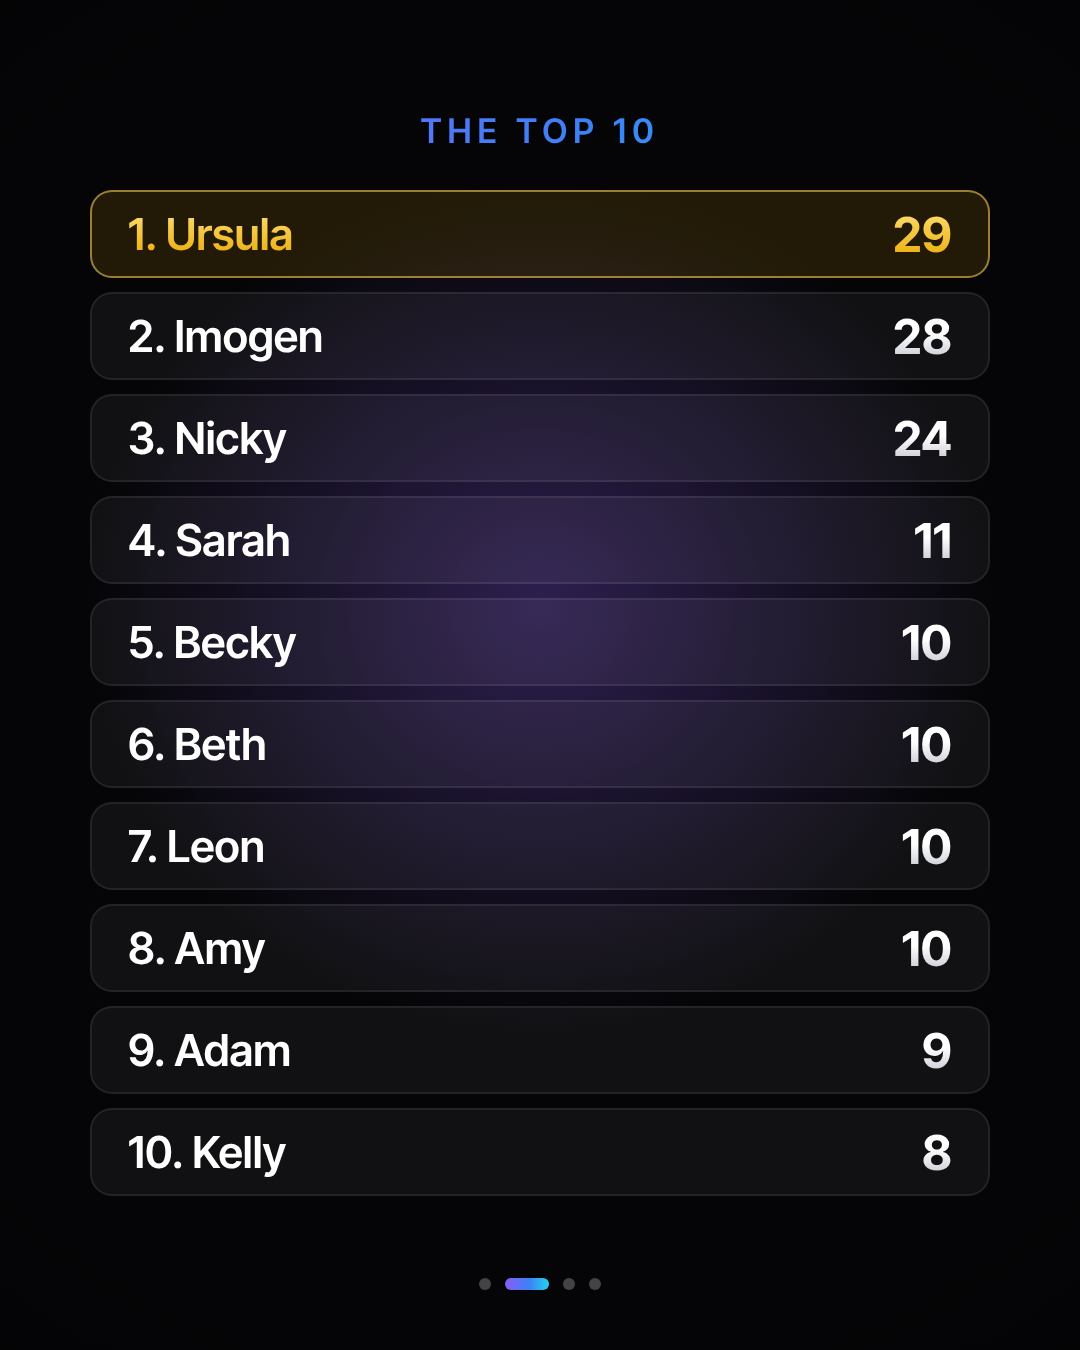 THE TOP 10
1. Ursula 29
2. Imogen 28
3. Nicky 24
4. Sarah 11
5. Becky 10
6. Beth 10
7. Leon 10
8. Amy 10
9. Adam 9
10. Kelly 8